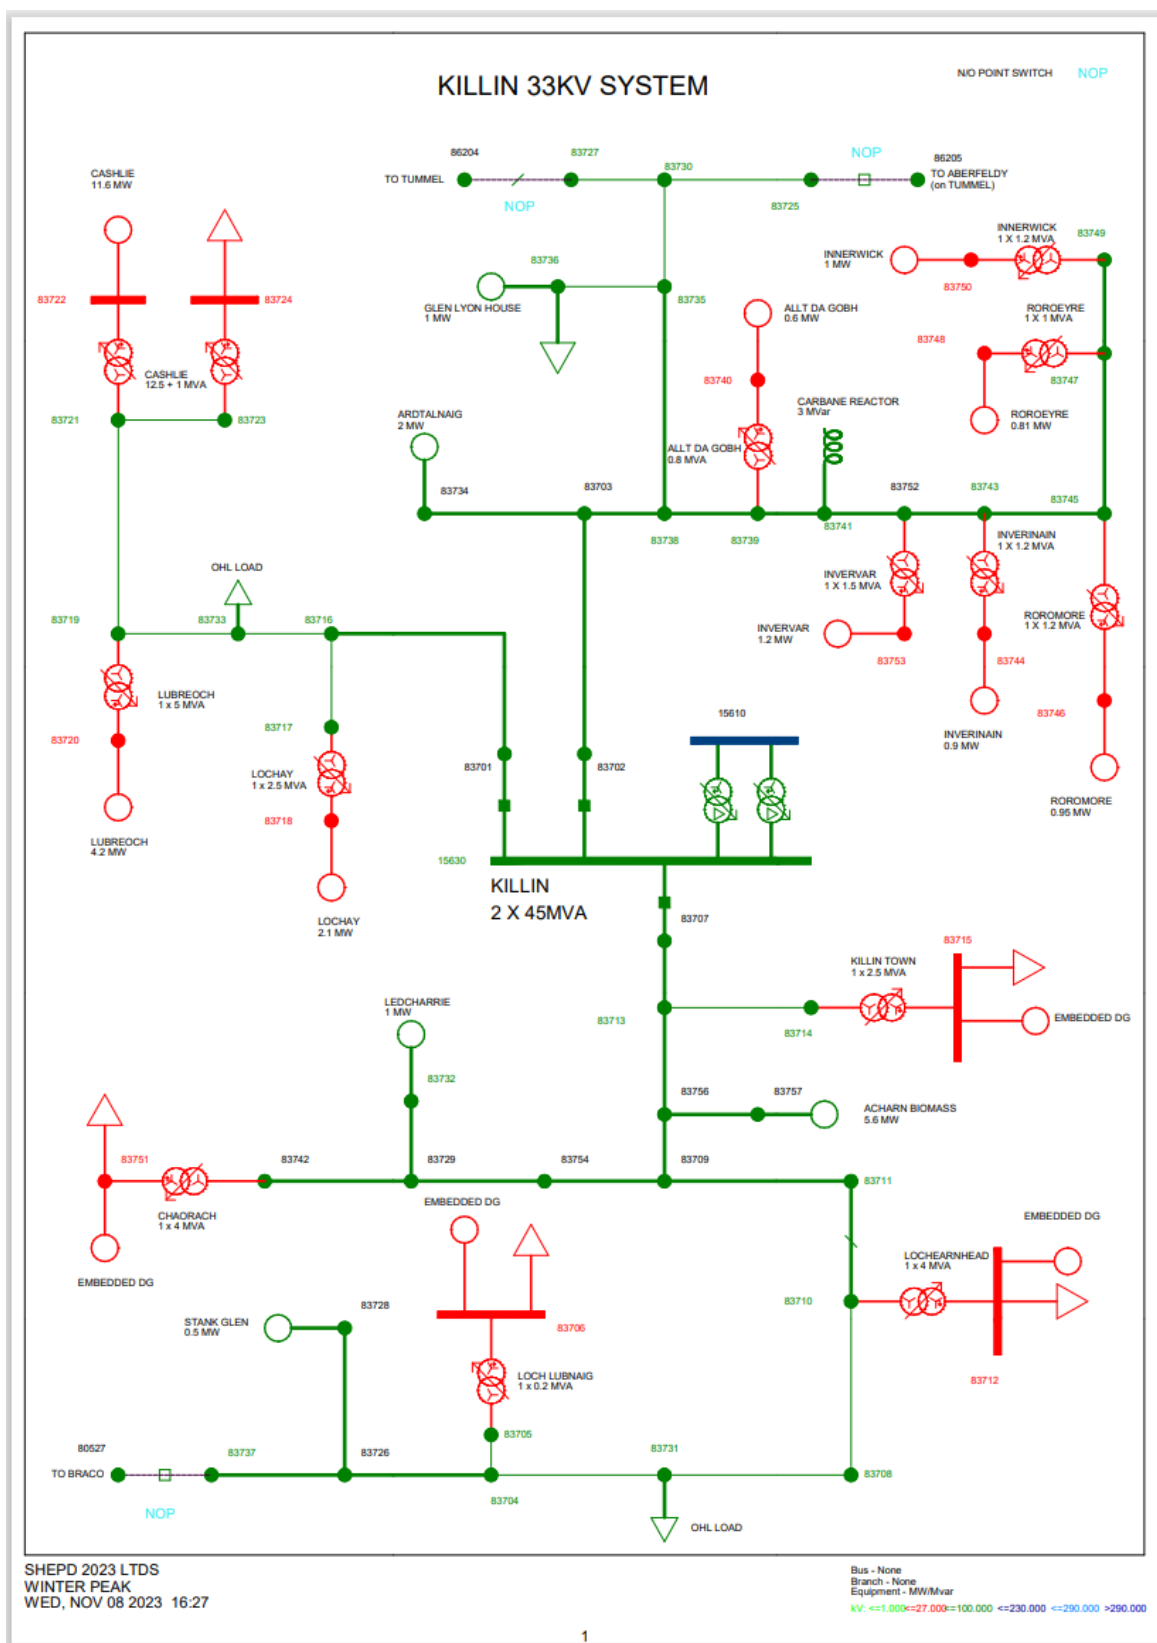 KILLIN 33KV SYSTEM
N/O POINT SWITCH NOP
86204
83727
83730
NOP
86205
TO TUMMEL
TO ABERFELDY
(on TUMMEL)
NOP
83725
CASHLIE
11.6 MW
83722
83724
CASHLIE
12.5 + 1 MVA
83721
83723
83736
GLEN LYON HOUSE
1 MW
83735
INNERWICK
1 X 1.2 MVA
83749
INNERWICK
1 MW
83750
ALLT DA GOBH
0.6 MW
ROROEYRE
1 X 1 MVA
83748
83747
83740
ROROEYRE
0.81 MW
CARBANE REACTOR
3 MVar
ARDTALNAIG
2 MW
ALLT DA GOBH
0.8 MVA
83734
83703
83738
83739
83741
83752
83743
83745
INVERINAIN
1 X 1.2 MVA
INVERVAR
1 X 1.5 MVA
ROROMORE
1 X 1.2 MVA
INVERVAR
1.2 MW
83753
83744
83746
INVERINAIN
0.9 MW
ROROMORE
0.95 MW
OHL LOAD
83719
83733
83716
LUBREOCH
1 x 5 MVA
83720
83717
LOCHAY
1 x 2.5 MVA
83718
LUBREOCH
4.2 MW
LOCHAY
2.1 MW
15610
83701
83702
15630
KILLIN
2 X 45MVA
83707
83715
KILLIN TOWN
1 x 2.5 MVA
LEDCHARRIE
1 MW
83713
83714
EMBEDDED DG
83732
83756
83757
ACHARN BIOMASS
5.6 MW
83751
83742
83729
83754
83709
83711
CHAORACH
1 x 4 MVA
EMBEDDED DG
EMBEDDED DG
EMBEDDED DG
LOCHEARNHEAD
1 x 4 MVA
83710
83728
STANK GLEN
0.5 MW
83706
LOCH LUBNAIG
1 x 0.2 MVA
83712
83705
80527
83737
83726
83731
TO BRACO
83708
83704
NOP
OHL LOAD
SHEPD 2023 LTDS
WINTER PEAK
WED, NOV 08 2023 16:27
Bus - None
Branch - None
Equipment - MW/Mvar
kV: <=1.000 <=27.000 <=100.000 <=230.000 <=290.000 >290.000
1